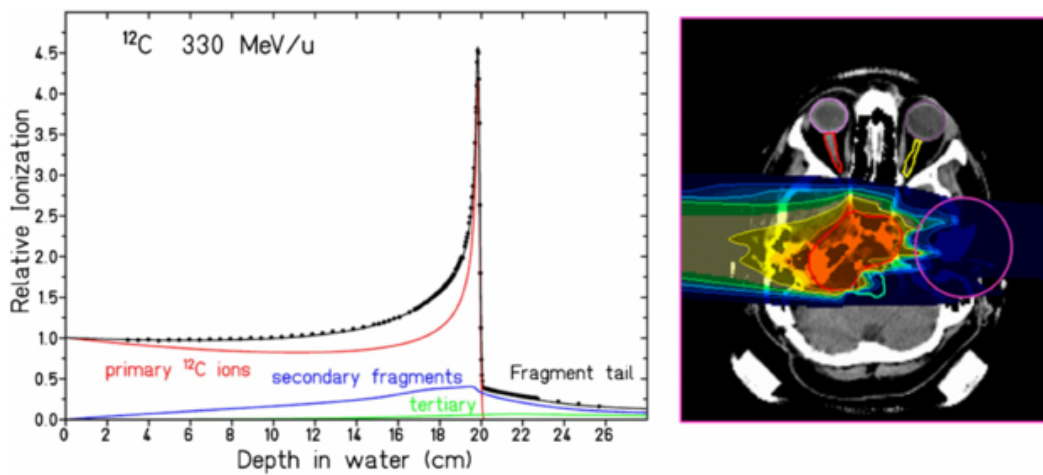 ¹²C 330 MeV/u
Relative Ionization
4.5
4.0
3.5
3.0
2.5
2.0
1.5
1.0
0.5
0.0
primary ¹²C ions
secondary fragments
tertiary
Fragment tail
0 2 4 6 8 10 12 14 16 18 20 22 24 26
Depth in water (cm)